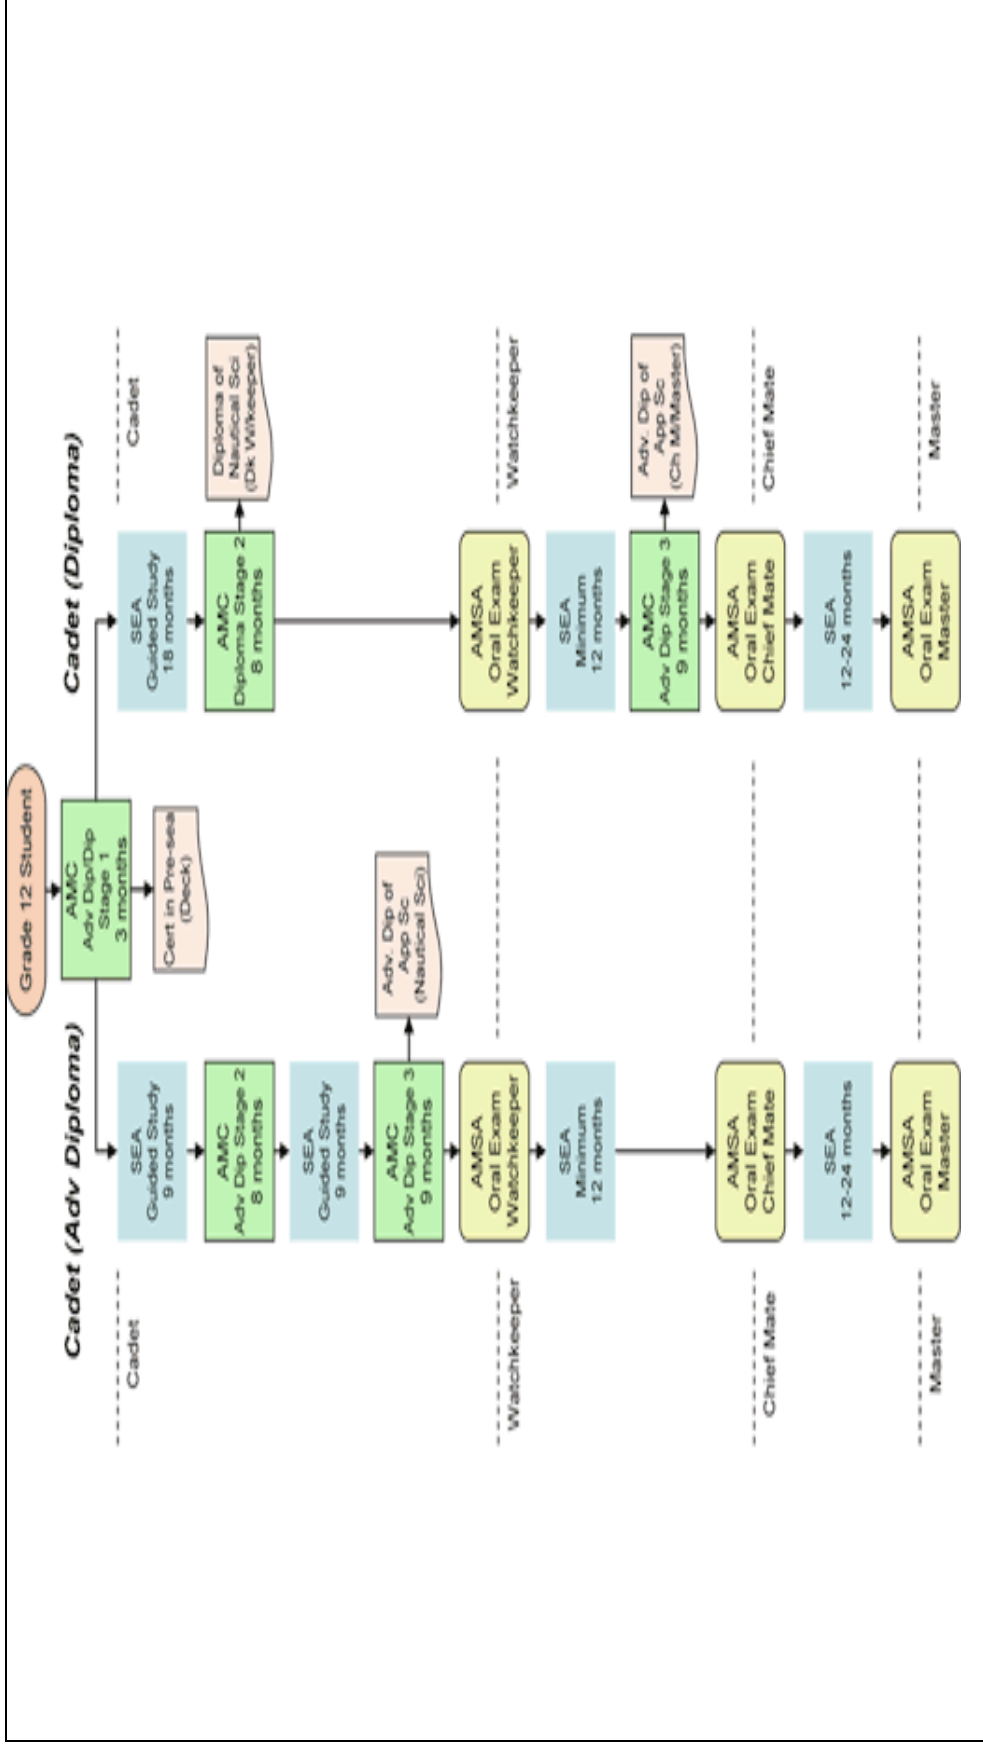 Grade 12 Student
Cadet (Adv Diploma)
Cadet (Diploma)
AMC
Adv Dip/Dip
Stage 1
3 months
Cert in Pre-sea
(Deck)
Cadet
SEA
Guided Study
9 months
SEA
Guided Study
18 months
Cadet
AMC
Adv Dip Stage 2
8 months
AMC
Diploma Stage 2
8 months
Diploma of
Nautical Sci
(Dk W/keeper)
SEA
Guided Study
9 months
AMC
Adv Dip Stage 3
9 months
Adv. Dip of
App Sc
(Nautical Sci)
Watchkeeper
AMSA
Oral Exam
Watchkeeper
AMSA
Oral Exam
Watchkeeper
Watchkeeper
SEA
Minimum
12 months
SEA
Minimum
12 months
AMC
Adv Dip Stage 3
9 months
Adv. Dip of
App Sc
(Ch M/Master)
Chief Mate
AMSA
Oral Exam
Chief Mate
AMSA
Oral Exam
Chief Mate
Chief Mate
SEA
12-24 months
SEA
12-24 months
Master
AMSA
Oral Exam
Master
AMSA
Oral Exam
Master
Master